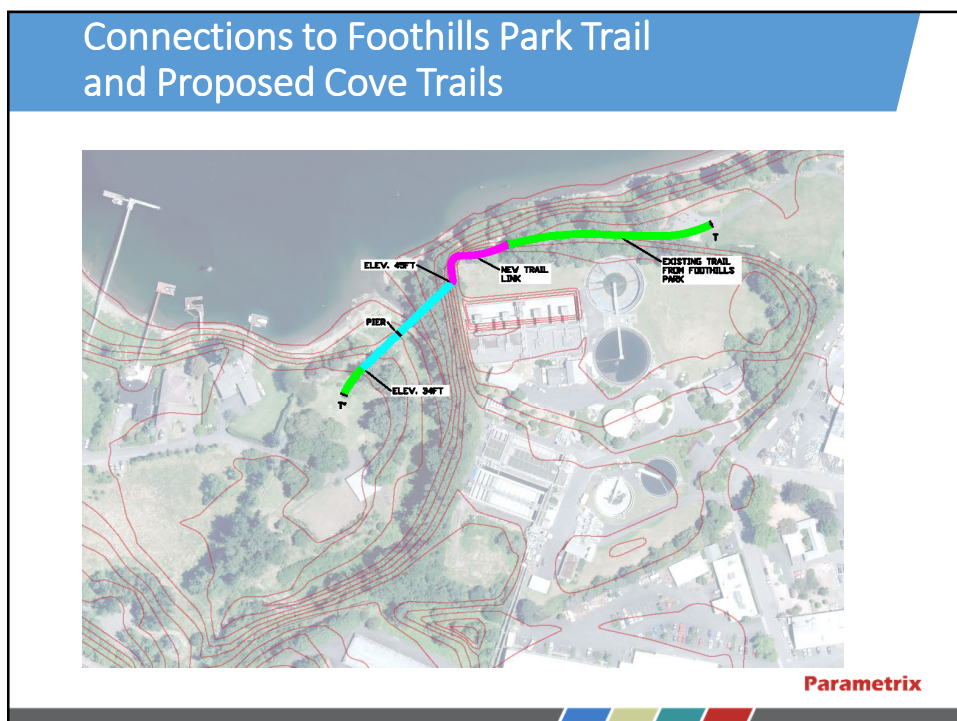 Connections to Foothills Park Trail
and Proposed Cove Trails
ELEV. 45FT
NEW TRAIL
LINK
T
EXISTING TRAIL
FROM FOOTHILLS
PARK
PIER
ELEV. 34FT
Parametrix